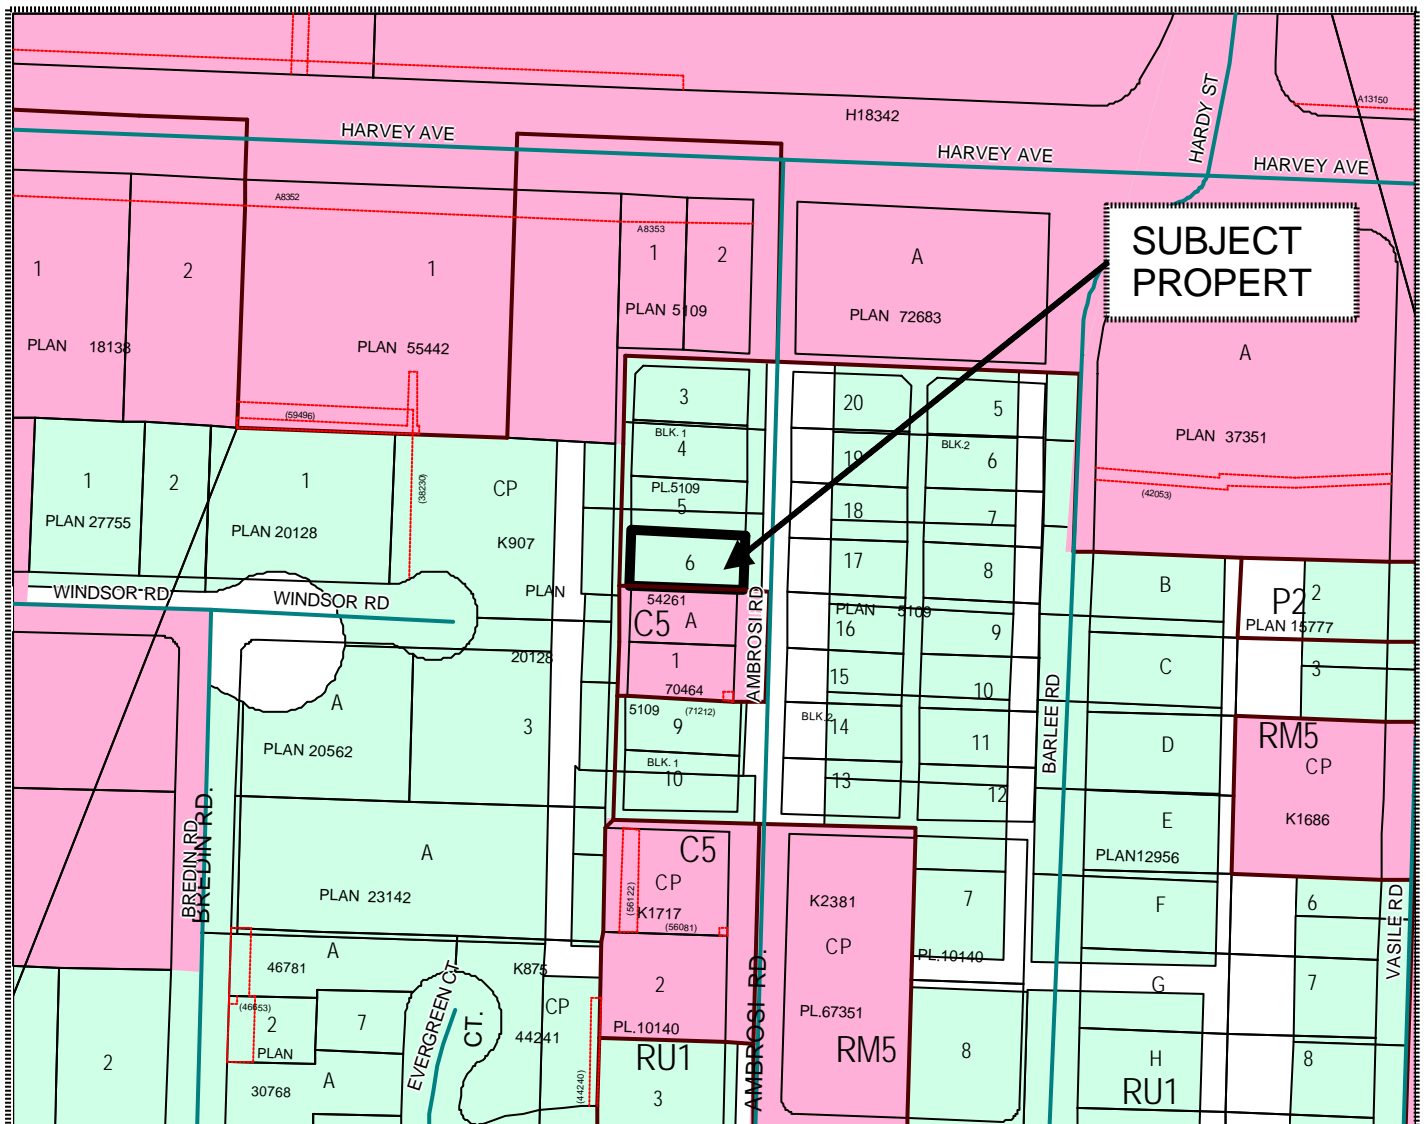 H18342
A13150
HARDY ST
HARVEY AVE
HARVEY AVE
HARVEY AVE
A8352
A8353
SUBJECT
PROPERT
1
2
1
1
2
A
PLAN 18138
PLAN 55442
PLAN 5109
PLAN 72683
A
PLAN 37351
(42053)
(59496)
(38230)
3
BLK. 1
4
PL.5109
5
6
20
19
18
17
PLAN 5109
16
15
BLK.2
14
13
5
BLK.2
6
7
8
9
10
11
12
1
2
1
CP
PLAN 27755
PLAN 20128
K907
PLAN
20128
WINDSOR RD
WINDSOR RD
54261
C5
A
1
70464
5109
(71212)
9
BLK. 1
10
AMBROSI RD
BARLEE RD
B
C
D
E
PLAN12956
F
G
H
RU1
P2
2
PLAN 15777
3
RM5
CP
K1686
6
7
8
VASILE RD
A
PLAN 20562
3
A
PLAN 23142
BREDIN RD
BREDIN RD.
C5
CP
K1717
(56122)
(56081)
2
PL.10140
RU1
3
AMBROSI RD.
K2381
CP
PL.67351
RM5
7
PL.10140
8
A
46781
(46653)
2
PLAN
7
30768
A
2
EVERGREEN CT
CT.
K875
CP
44241
(44240)